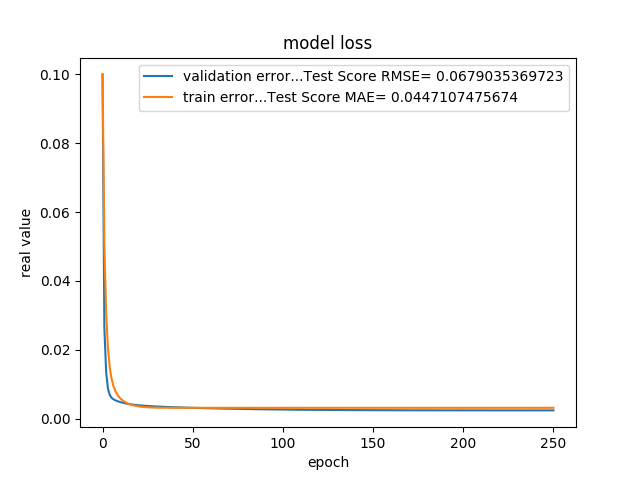 model loss
validation error...Test Score RMSE= 0.0679035369723
train error...Test Score MAE= 0.0447107475674
0.10
0.08
0.06
0.04
0.02
0.00
real value
0 50 100 150 200 250
epoch